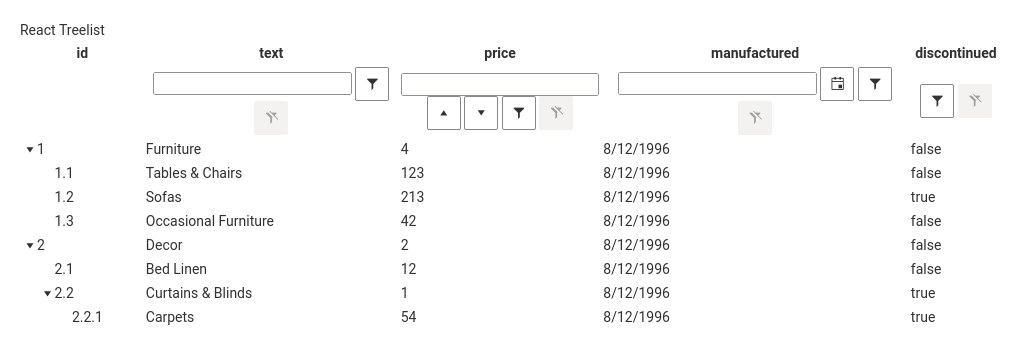 React Treelist
id text price manufactured discontinued
1 Furniture 4 8/12/1996 false
1.1 Tables & Chairs 123 8/12/1996 false
1.2 Sofas 213 8/12/1996 true
1.3 Occasional Furniture 42 8/12/1996 false
2 Decor 2 8/12/1996 false
2.1 Bed Linen 12 8/12/1996 false
2.2 Curtains & Blinds 1 8/12/1996 true
2.2.1 Carpets 54 8/12/1996 true